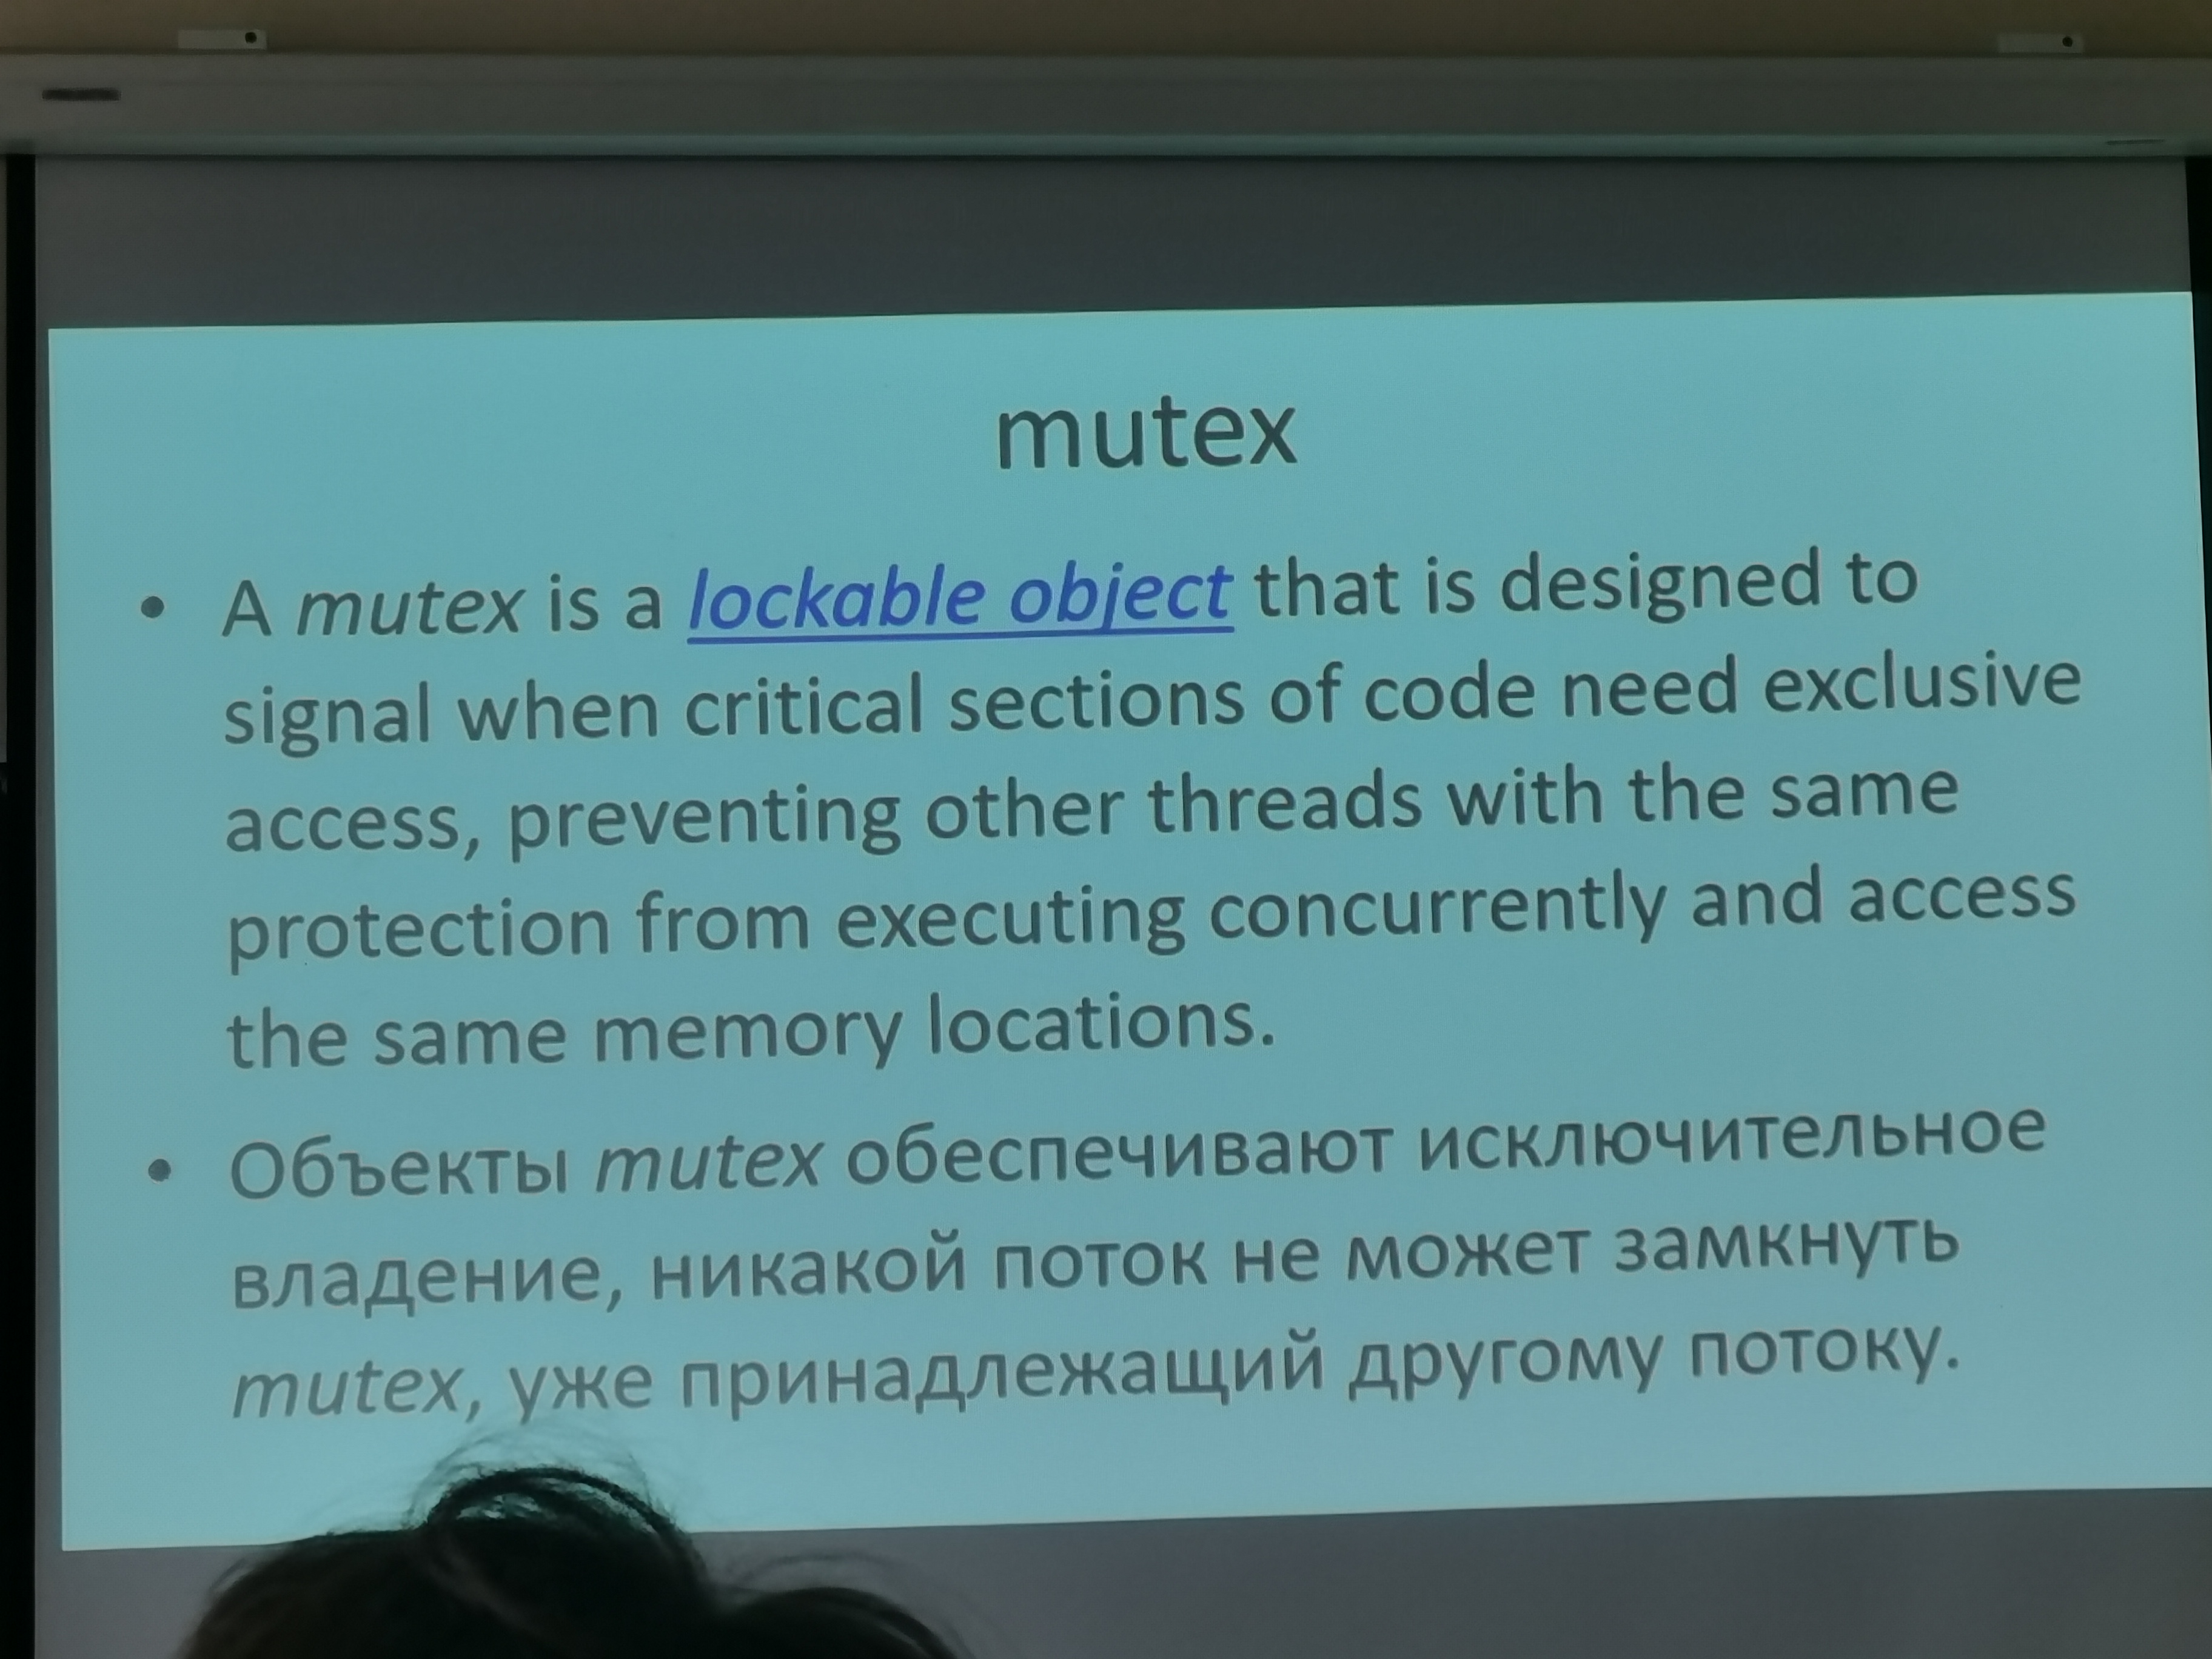 mutex
• A mutex is a lockable object that is designed to
signal when critical sections of code need exclusive
access, preventing other threads with the same
protection from executing concurrently and access
the same memory locations.
• Объекты mutex обеспечивают исключительное
владение, никакой поток не может замкнуть
mutex, уже принадлежащий другому потоку.